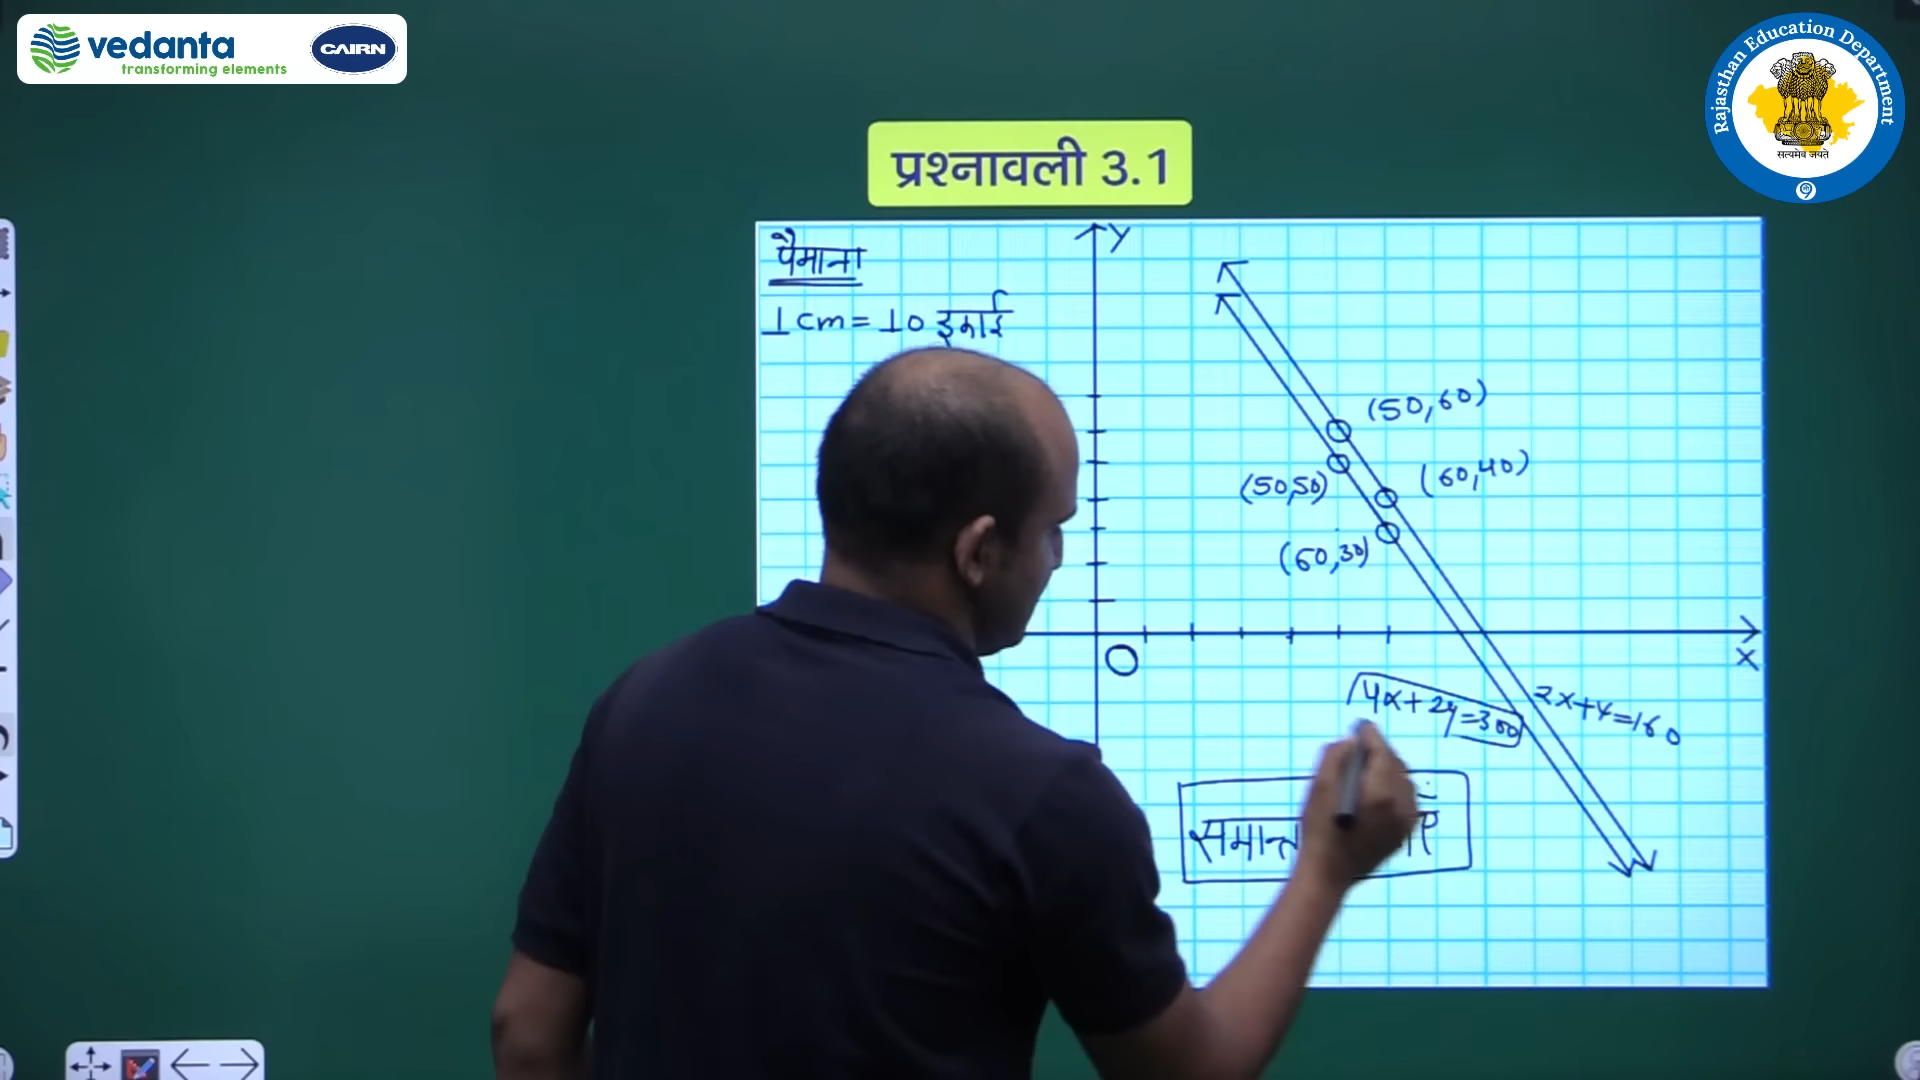 vedanta
transforming elements
CAIRN
Rajasthan Education Department
सत्यमेव जयते
प्रश्नावली 3.1
पैमाना
1 cm = 10 इकाई
Y
(50,60)
(60,40)
(50,50)
(60,30)
O
X
4x+2y=300
2x+y=160